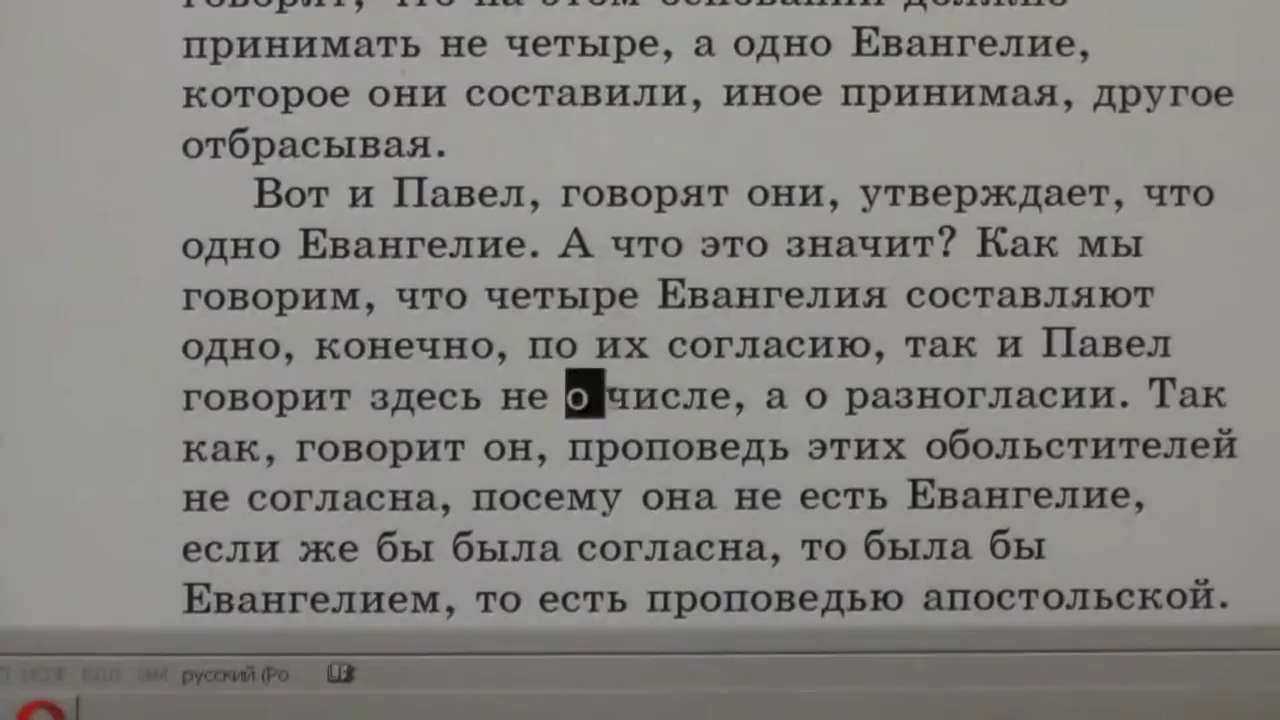 принимать не четыре, а одно Евангелие,
которое они составили, иное принимая, другое
отбрасывая.
Вот и Павел, говорят они, утверждает, что
одно Евангелие. А что это значит? Как мы
говорим, что четыре Евангелия составляют
одно, конечно, по их согласию, так и Павел
говорит здесь не о числе, а о разногласии. Так
как, говорит он, проповедь этих обольстителей
не согласна, посему она не есть Евангелие,
если же бы была согласна, то была бы
Евангелием, то есть проповедью апостольской.
русский (Ро